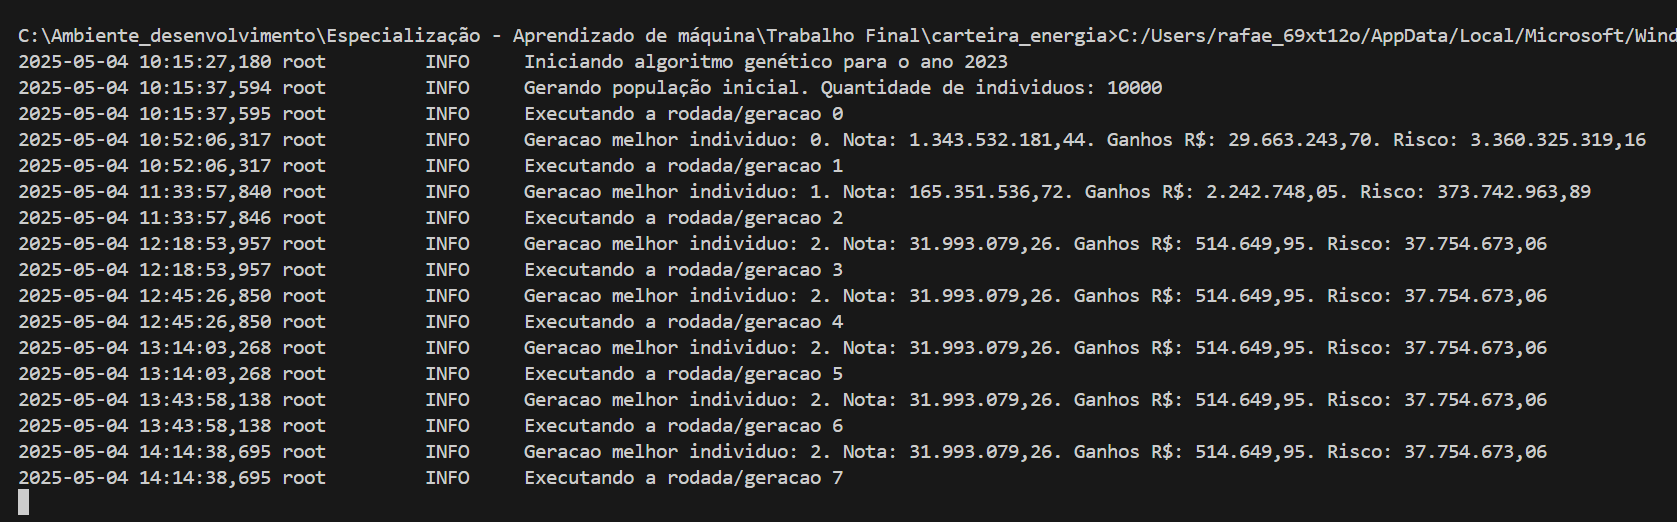 C:\Ambiente_desenvolvimento\Especialização - Aprendizado de máquina\Trabalho Final\carteira_energia>C:/Users/rafae_69xt12o/AppData/Local/Microsoft/Wind
2025-05-04 10:15:27,180 root INFO Iniciando algoritmo genético para o ano 2023
2025-05-04 10:15:37,594 root INFO Gerando população inicial. Quantidade de individuos: 10000
2025-05-04 10:15:37,595 root INFO Executando a rodada/geracao 0
2025-05-04 10:52:06,317 root INFO Geracao melhor individuo: 0. Nota: 1.343.532.181,44. Ganhos R$: 29.663.243,70. Risco: 3.360.325.319,16
2025-05-04 10:52:06,317 root INFO Executando a rodada/geracao 1
2025-05-04 11:33:57,840 root INFO Geracao melhor individuo: 1. Nota: 165.351.536,72. Ganhos R$: 2.242.748,05. Risco: 373.742.963,89
2025-05-04 11:33:57,846 root INFO Executando a rodada/geracao 2
2025-05-04 12:18:53,957 root INFO Geracao melhor individuo: 2. Nota: 31.993.079,26. Ganhos R$: 514.649,95. Risco: 37.754.673,06
2025-05-04 12:18:53,957 root INFO Executando a rodada/geracao 3
2025-05-04 12:45:26,850 root INFO Geracao melhor individuo: 2. Nota: 31.993.079,26. Ganhos R$: 514.649,95. Risco: 37.754.673,06
2025-05-04 12:45:26,850 root INFO Executando a rodada/geracao 4
2025-05-04 13:14:03,268 root INFO Geracao melhor individuo: 2. Nota: 31.993.079,26. Ganhos R$: 514.649,95. Risco: 37.754.673,06
2025-05-04 13:14:03,268 root INFO Executando a rodada/geracao 5
2025-05-04 13:43:58,138 root INFO Geracao melhor individuo: 2. Nota: 31.993.079,26. Ganhos R$: 514.649,95. Risco: 37.754.673,06
2025-05-04 13:43:58,138 root INFO Executando a rodada/geracao 6
2025-05-04 14:14:38,695 root INFO Geracao melhor individuo: 2. Nota: 31.993.079,26. Ganhos R$: 514.649,95. Risco: 37.754.673,06
2025-05-04 14:14:38,695 root INFO Executando a rodada/geracao 7